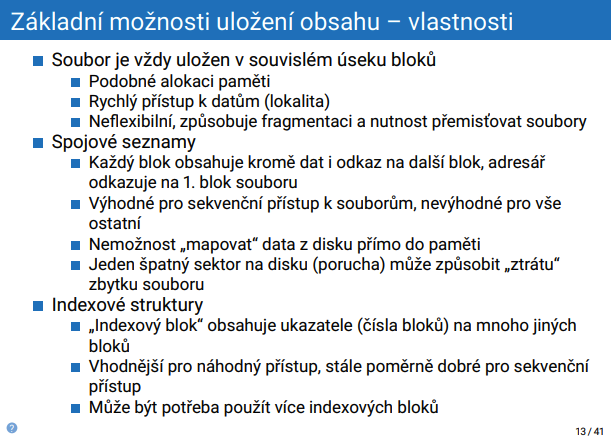 Základní možnosti uložení obsahu – vlastnosti
Soubor je vždy uložen v souvislém úseku bloků
Podobné alokaci paměti
Rychlý přístup k datům (lokalita)
Neflexibilní, způsobuje fragmentaci a nutnost přemisťovat soubory
Spojové seznamy
Každý blok obsahuje kromě dat i odkaz na další blok, adresář
odkazuje na 1. blok souboru
Výhodné pro sekvenční přístup k souborům, nevýhodné pro vše
ostatní
Nemožnost „mapovat“ data z disku přímo do paměti
Jeden špatný sektor na disku (porucha) může způsobit „ztrátu“
zbytku souboru
Indexové struktury
„Indexový blok“ obsahuje ukazatele (čísla bloků) na mnoho jiných
bloků
Vhodnější pro náhodný přístup, stále poměrně dobré pro sekvenční
přístup
Může být potřeba použít více indexových bloků
?
13 / 41